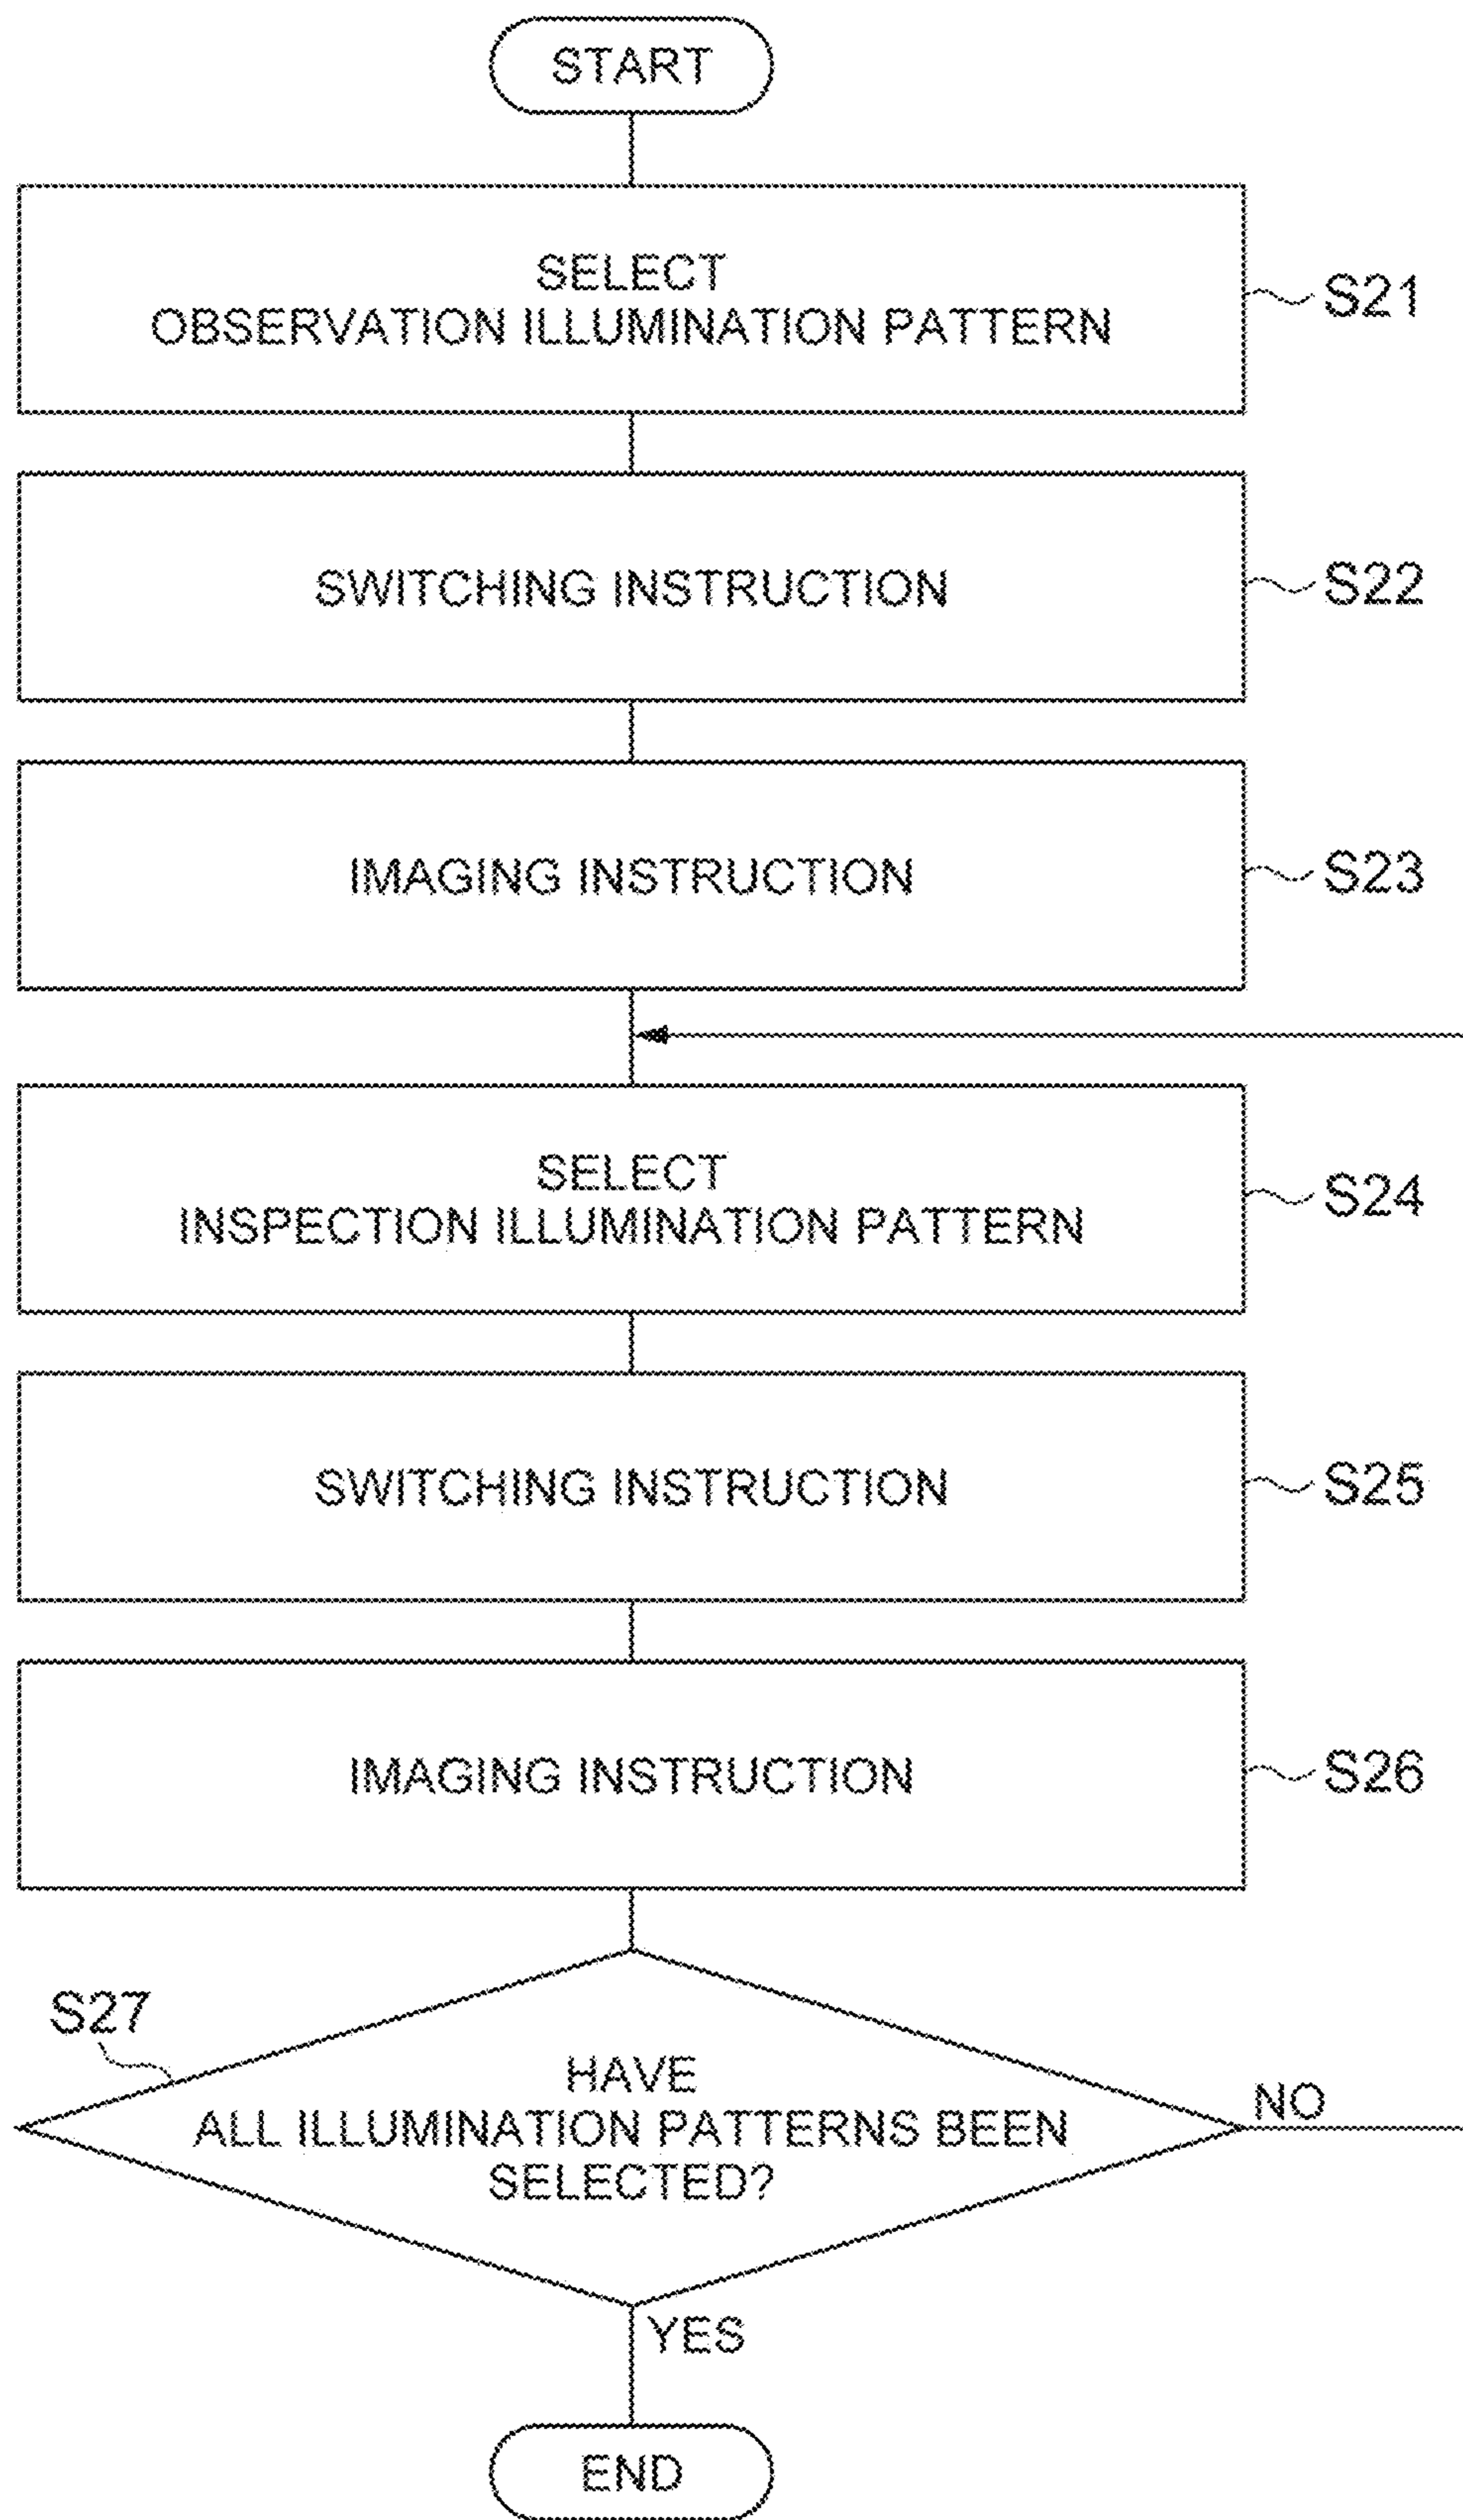 START
SELECT
OBSERVATION ILLUMINATION PATTERN
S21
SWITCHING INSTRUCTION
S22
IMAGING INSTRUCTION
S23
SELECT
INSPECTION ILLUMINATION PATTERN
S24
SWITCHING INSTRUCTION
S25
IMAGING INSTRUCTION
S26
S27
HAVE
ALL ILLUMINATION PATTERNS BEEN
SELECTED?
NO
YES
END